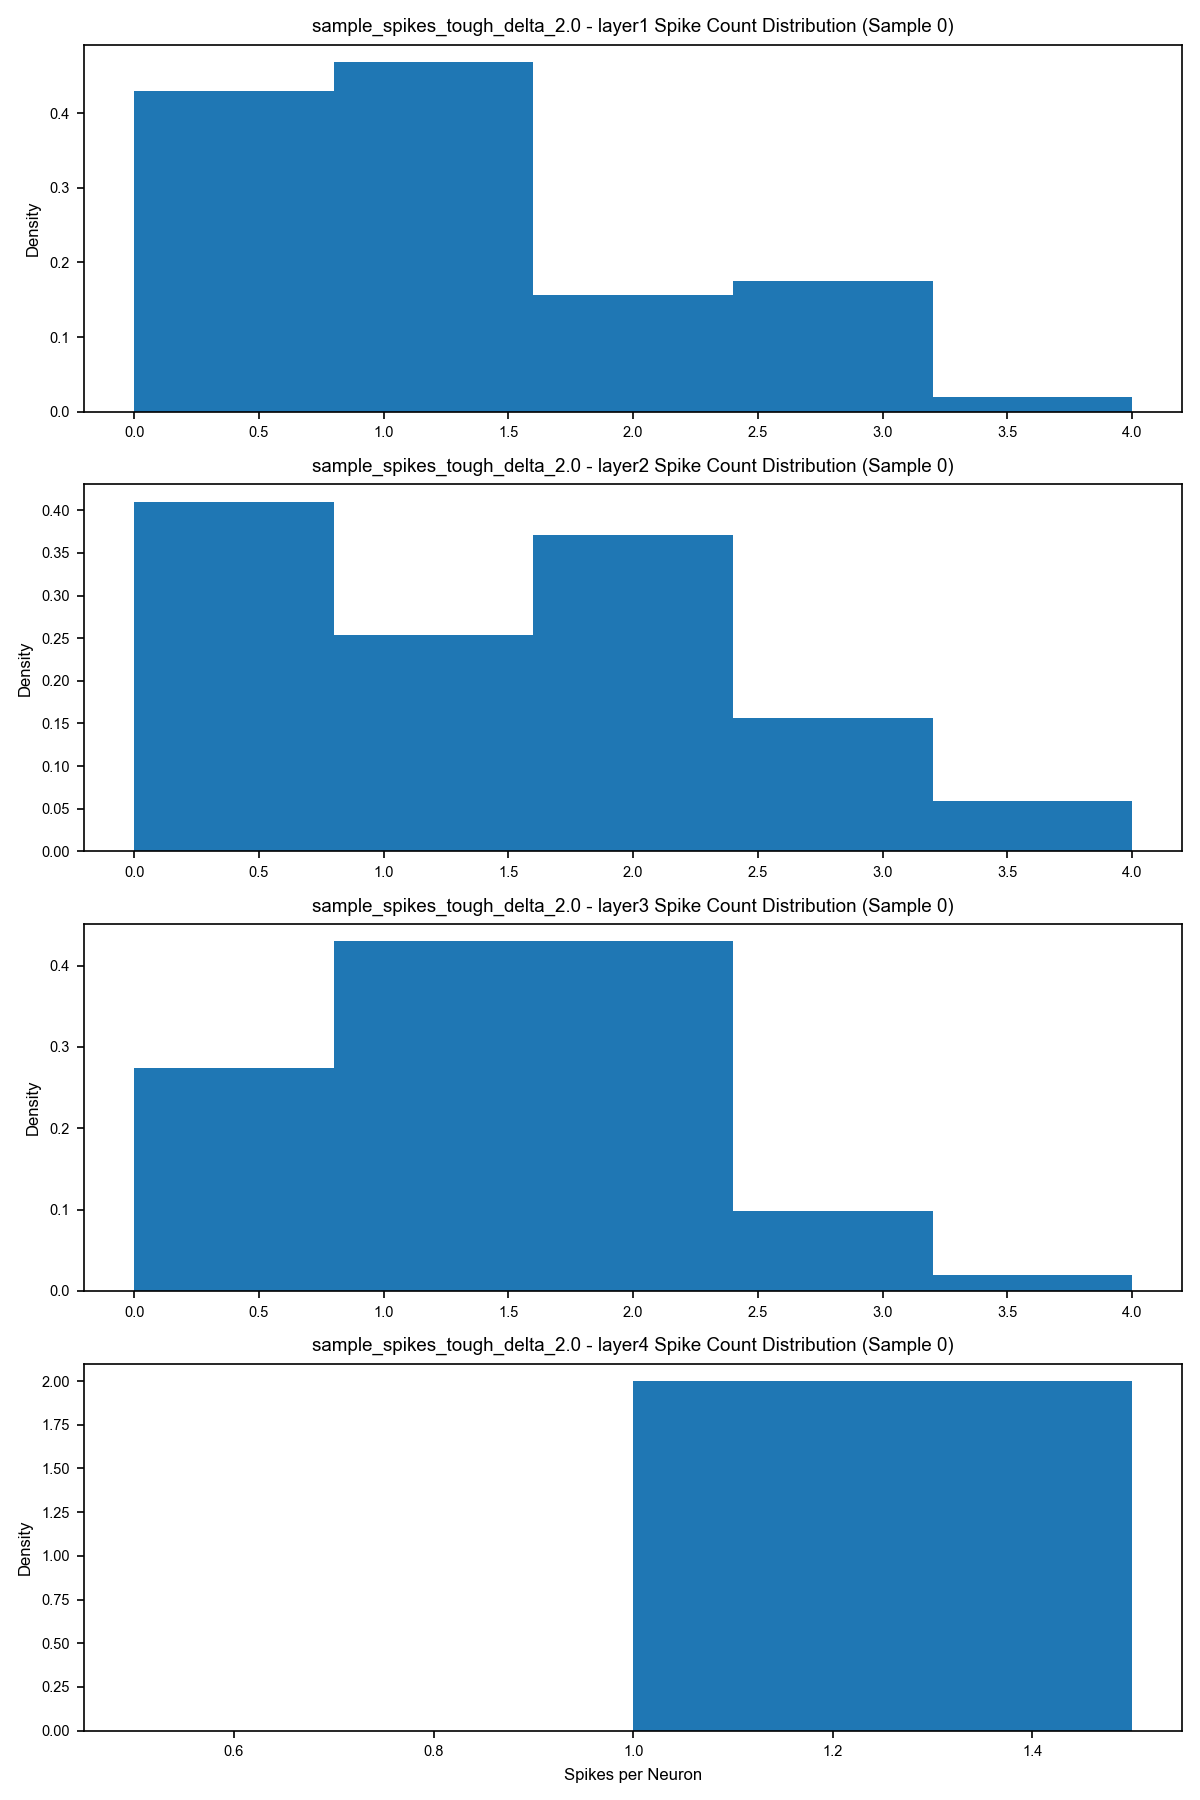 sample_spikes_tough_delta_2.0 - layer1 Spike Count Distribution (Sample 0)
0.4
0.3
0.2
0.1
0.0
Density
0.0 0.5 1.0 1.5 2.0 2.5 3.0 3.5 4.0
sample_spikes_tough_delta_2.0 - layer2 Spike Count Distribution (Sample 0)
0.40
0.35
0.30
0.25
0.20
0.15
0.10
0.05
0.00
Density
0.0 0.5 1.0 1.5 2.0 2.5 3.0 3.5 4.0
sample_spikes_tough_delta_2.0 - layer3 Spike Count Distribution (Sample 0)
0.4
0.3
0.2
0.1
0.0
Density
0.0 0.5 1.0 1.5 2.0 2.5 3.0 3.5 4.0
sample_spikes_tough_delta_2.0 - layer4 Spike Count Distribution (Sample 0)
2.00
1.75
1.50
1.25
1.00
0.75
0.50
0.25
0.00
Density
0.6 0.8 1.0 1.2 1.4
Spikes per Neuron